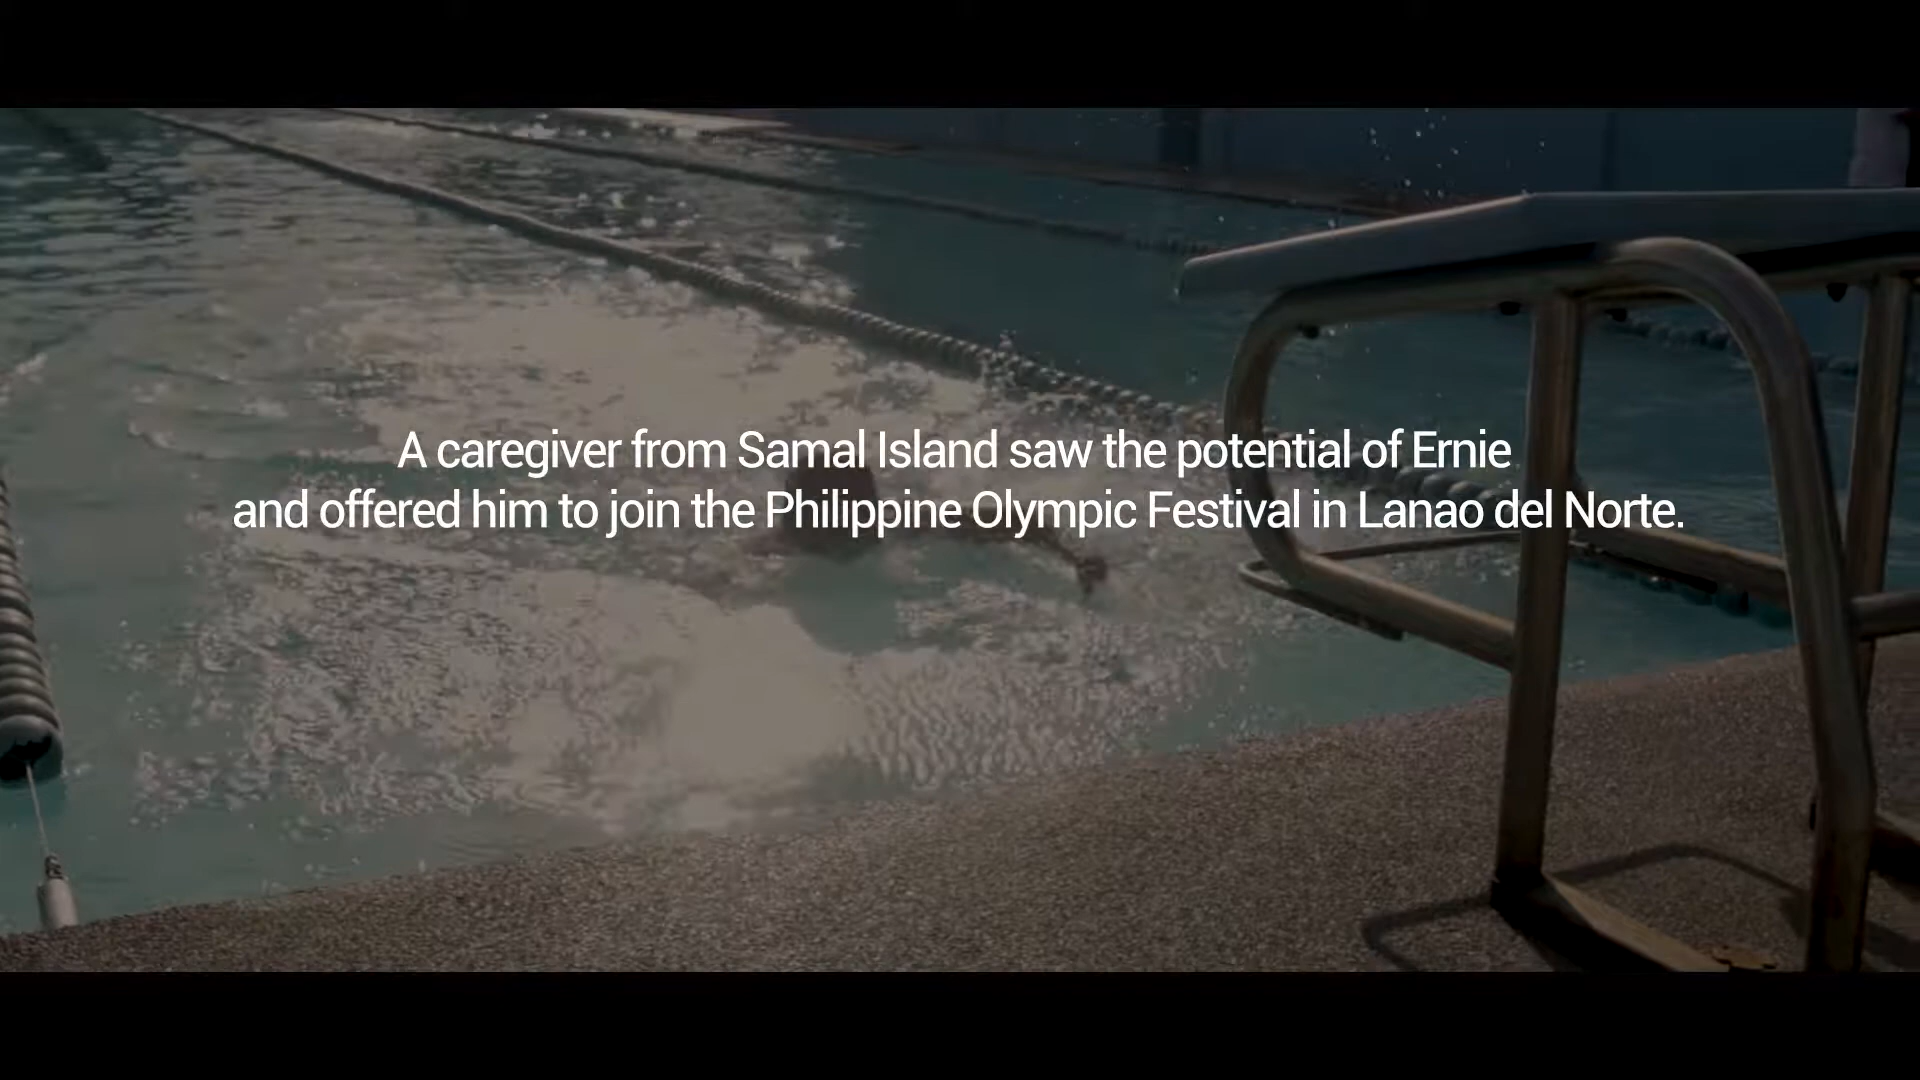 A caregiver from Samal Island saw the potential of Ernie
and offered him to join the Philippine Olympic Festival in Lanao del Norte.